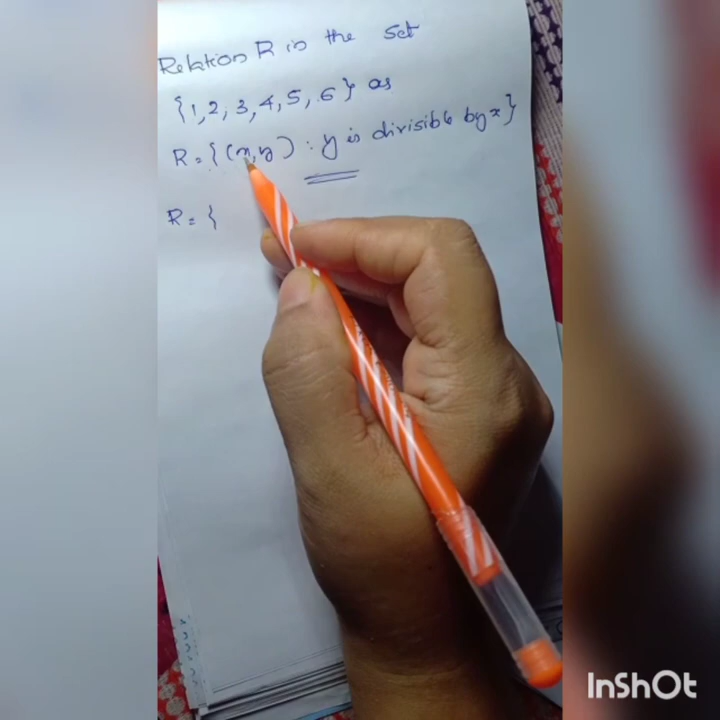 Relation R in the set
{1, 2, 3, 4, 5, 6} as
R = {(x, y) : y is divisible by x}
R = {
InShOt